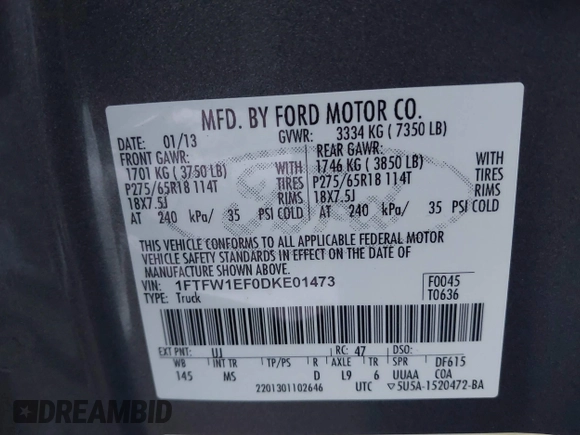 MFD. BY FORD MOTOR CO.
DATE: 01/13 GVWR: 3334 KG ( 7350 LB)
FRONT GAWR: REAR GAWR:
1701 KG ( 3750 LB) WITH 1746 KG ( 3850 LB) WITH
P275/65R18 114T TIRES P275/65R18 114T TIRES
18X7.5J RIMS 18X7.5J RIMS
AT 240 kPa/ 35 PSI COLD AT 240 kPa/ 35 PSI COLD
THIS VEHICLE CONFORMS TO ALL APPLICABLE FEDERAL MOTOR
VEHICLE SAFETY AND BUMPER STANDARDS IN EFFECT ON THE DATE OF
MANUFACTURE SHOWN ABOVE.
VIN: 1FTFW1EF0DKE01473 F0045
TYPE: Truck T0636
EXT PNT: UJ RC: 47 DSO:
WB INT TR TP/PS R AXLE TR SPR DF615
145 MS D L9 6 UUAA COA
2201301102646 UTC 5U5A-1520472-BA
DREAMBID